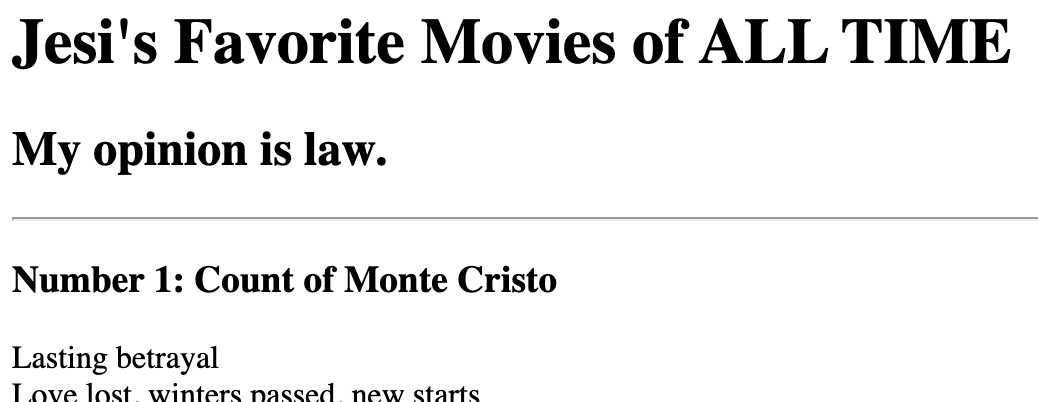 Jesi's Favorite Movies of ALL TIME
My opinion is law.
Number 1: Count of Monte Cristo
Lasting betrayal
Love lost, winters passed, new starts